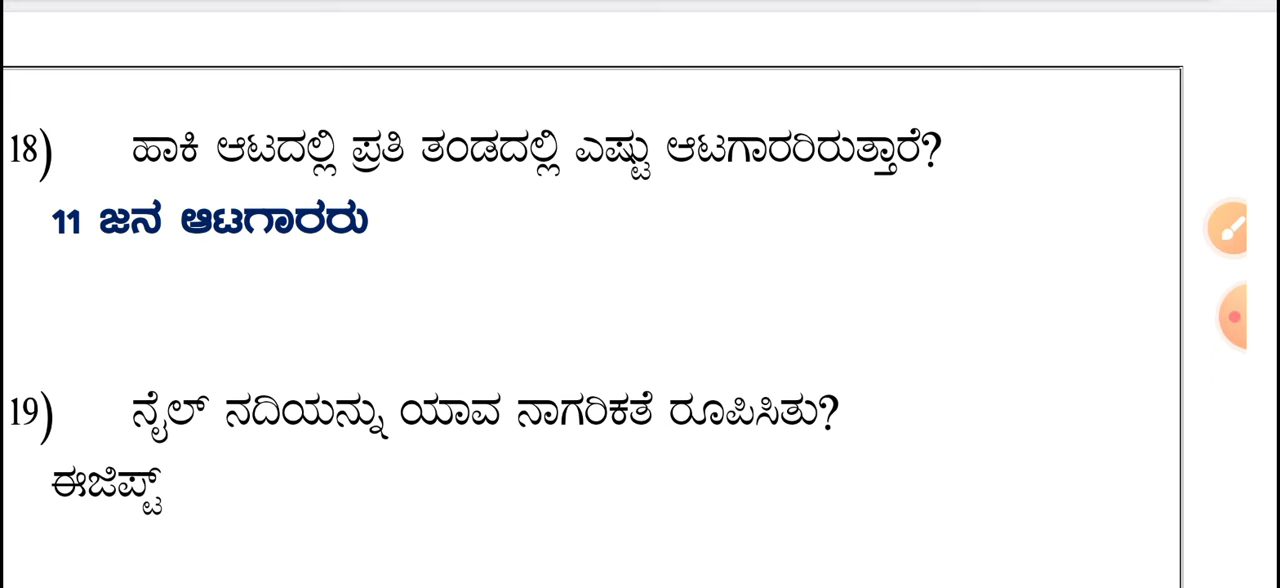 18) ಹಾಕಿ ಆಟದಲ್ಲಿ ಪ್ರತಿ ತಂಡದಲ್ಲಿ ಎಷ್ಟು ಆಟಗಾರರಿರುತ್ತಾರೆ?
11 ಜನ ಆಟಗಾರರು
19) ನೈಲ್ ನದಿಯನ್ನು ಯಾವ ನಾಗರಿಕತೆ ರೂಪಿಸಿತು?
ಈಜಿಪ್ಟ್